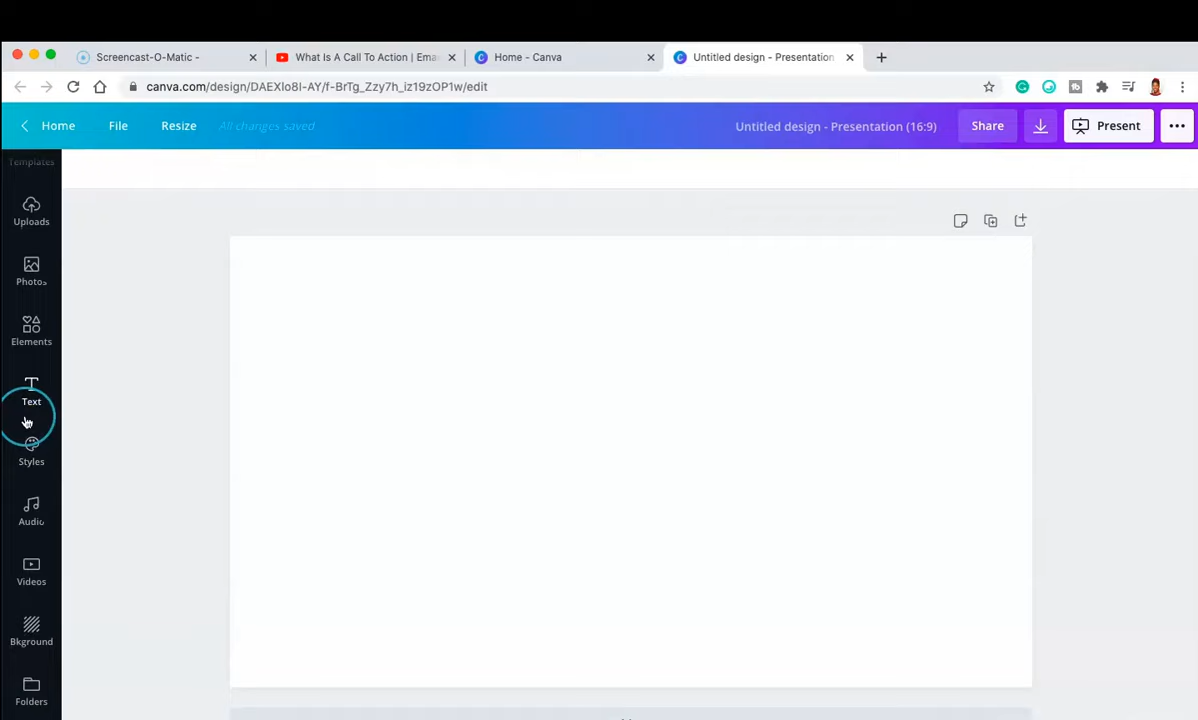 Screencast-O-Matic -
What Is A Call To Action | Ema
Home - Canva
Untitled design - Presentation
canva.com/design/DAEXlo8I-AY/f-BrTg_Zzy7h_iz19zOP1w/edit
Home
File
Resize
All changes saved
Untitled design - Presentation (16:9)
Share
Present
Templates
Uploads
Photos
Elements
Text
Styles
Audio
Videos
Bkground
Folders